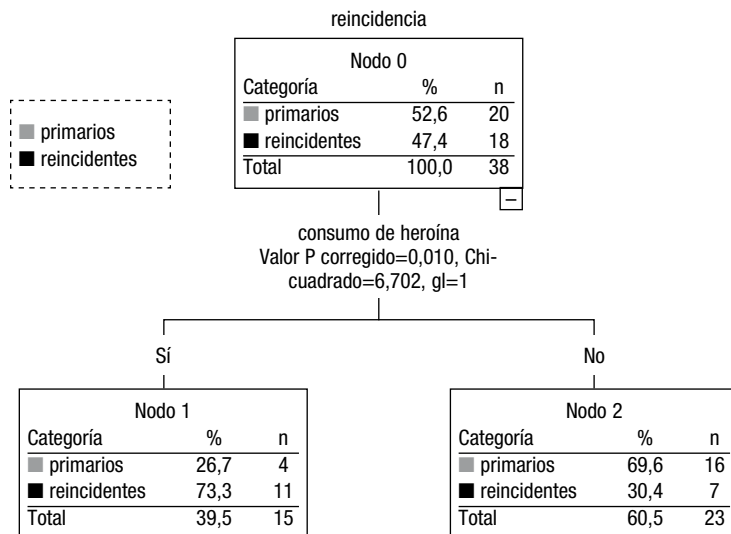 reincidencia
Nodo 0
Categoría % n
primarios 52,6 20
reincidentes 47,4 18
Total 100,0 38
primarios
reincidentes
consumo de heroína
Valor P corregido=0,010, Chi-
cuadrado=6,702, gl=1
Sí
No
Nodo 1
Categoría % n
primarios 26,7 4
reincidentes 73,3 11
Total 39,5 15
Nodo 2
Categoría % n
primarios 69,6 16
reincidentes 30,4 7
Total 60,5 23